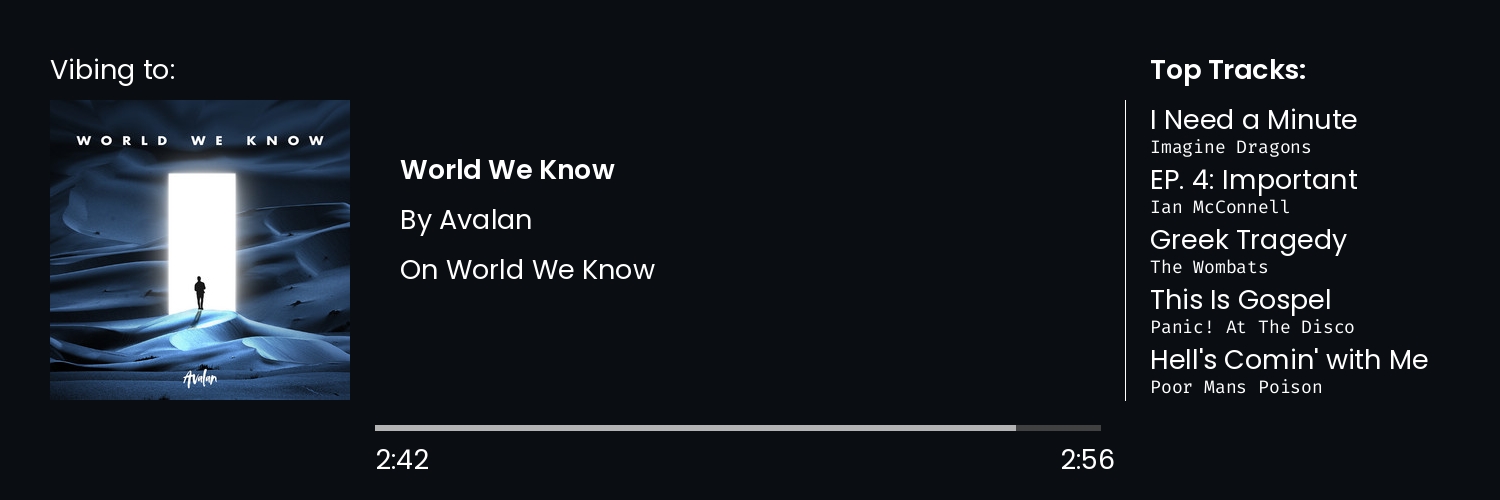 Vibing to:
WORLD WE KNOW
Avalan
World We Know
By Avalan
On World We Know
2:42
2:56
Top Tracks:
I Need a Minute
Imagine Dragons
EP. 4: Important
Ian McConnell
Greek Tragedy
The Wombats
This Is Gospel
Panic! At The Disco
Hell's Comin' with Me
Poor Mans Poison